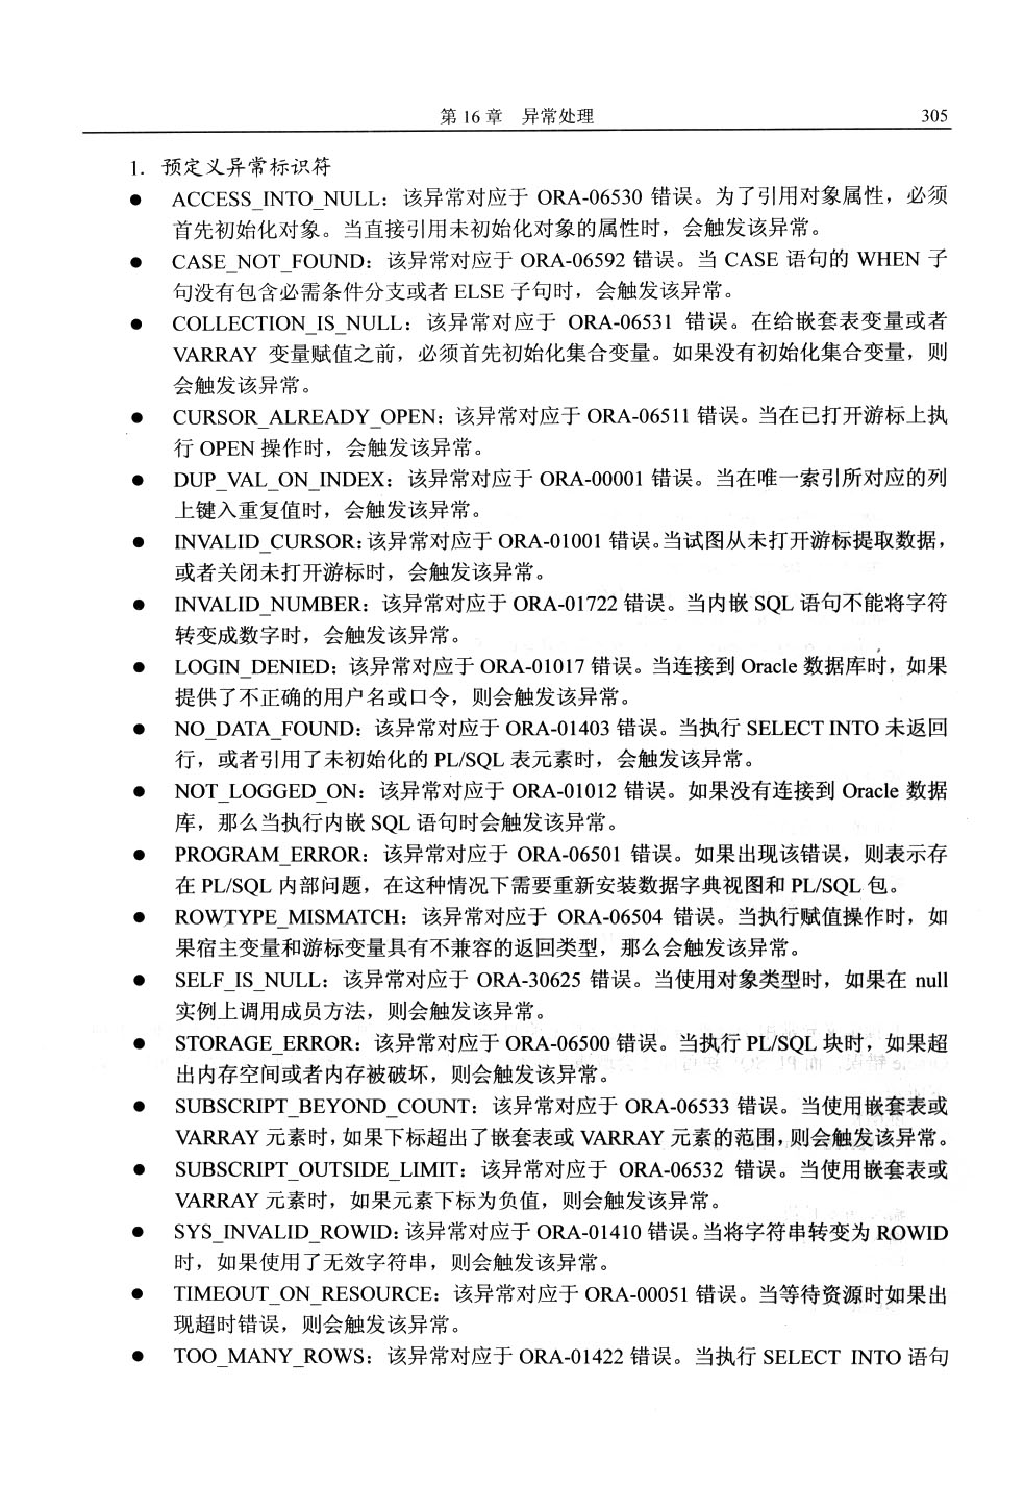 第 16 章 异常处理 305
1．预定义异常标识符
● ACCESS_INTO_NULL：该异常对应于 ORA-06530 错误。为了引用对象属性，必须
首先初始化对象。当直接引用未初始化对象的属性时，会触发该异常。
● CASE_NOT_FOUND：该异常对应于 ORA-06592 错误。当 CASE 语句的 WHEN 子
句没有包含必需条件分支或者 ELSE 子句时，会触发该异常。
● COLLECTION_IS_NULL：该异常对应于 ORA-06531 错误。在给嵌套表变量或者
VARRAY 变量赋值之前，必须首先初始化集合变量。如果没有初始化集合变量，则
会触发该异常。
● CURSOR_ALREADY_OPEN：该异常对应于 ORA-06511 错误。当在已打开游标上执
行 OPEN 操作时，会触发该异常。
● DUP_VAL_ON_INDEX：该异常对应于 ORA-00001 错误。当在唯一索引所对应的列
上键入重复值时，会触发该异常。
● INVALID_CURSOR：该异常对应于 ORA-01001 错误。当试图从未打开游标提取数据，
或者关闭未打开游标时，会触发该异常。
● INVALID_NUMBER：该异常对应于 ORA-01722 错误。当内嵌 SQL 语句不能将字符
转变成数字时，会触发该异常。
● LOGIN_DENIED：该异常对应于 ORA-01017 错误。当连接到 Oracle 数据库时，如果
提供了不正确的用户名或口令，则会触发该异常。
● NO_DATA_FOUND：该异常对应于 ORA-01403 错误。当执行 SELECT INTO 未返回
行，或者引用了未初始化的 PL/SQL 表元素时，会触发该异常。
● NOT_LOGGED_ON：该异常对应于 ORA-01012 错误。如果没有连接到 Oracle 数据
库，那么当执行内嵌 SQL 语句时会触发该异常。
● PROGRAM_ERROR：该异常对应于 ORA-06501 错误。如果出现该错误，则表示存
在 PL/SQL 内部问题，在这种情况下需要重新安装数据字典视图和 PL/SQL 包。
● ROWTYPE_MISMATCH：该异常对应于 ORA-06504 错误。当执行赋值操作时，如
果宿主变量和游标变量具有不兼容的返回类型，那么会触发该异常。
● SELF_IS_NULL：该异常对应于 ORA-30625 错误。当使用对象类型时，如果在 null
实例上调用成员方法，则会触发该异常。
● STORAGE_ERROR：该异常对应于 ORA-06500 错误。当执行 PL/SQL 块时，如果超
出内存空间或者内存被破坏，则会触发该异常。
● SUBSCRIPT_BEYOND_COUNT：该异常对应于 ORA-06533 错误。当使用嵌套表或
VARRAY 元素时，如果下标超出了嵌套表或 VARRAY 元素的范围，则会触发该异常。
● SUBSCRIPT_OUTSIDE_LIMIT：该异常对应于 ORA-06532 错误。当使用嵌套表或
VARRAY 元素时，如果元素下标为负值，则会触发该异常。
● SYS_INVALID_ROWID：该异常对应于 ORA-01410 错误。当将字符串转变为 ROWID
时，如果使用了无效字符串，则会触发该异常。
● TIMEOUT_ON_RESOURCE：该异常对应于 ORA-00051 错误。当等待资源时如果出
现超时错误，则会触发该异常。
● TOO_MANY_ROWS：该异常对应于 ORA-01422 错误。当执行 SELECT INTO 语句